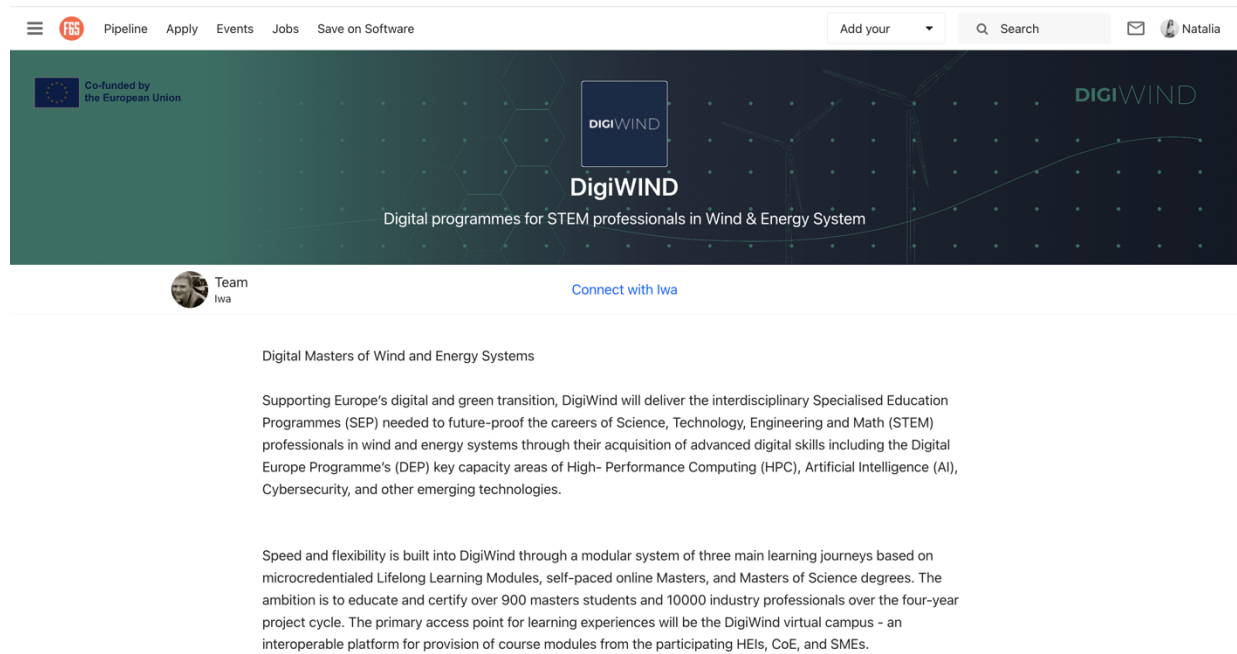 F6S Pipeline Apply Events Jobs Save on Software Add your Search Natalia
Co-funded by
the European Union
DIGIWIND
DIGIWIND
DigiWIND
Digital programmes for STEM professionals in Wind & Energy System
Team
Iwa
Connect with Iwa
Digital Masters of Wind and Energy Systems
Supporting Europe's digital and green transition, DigiWind will deliver the interdisciplinary Specialised Education
Programmes (SEP) needed to future-proof the careers of Science, Technology, Engineering and Math (STEM)
professionals in wind and energy systems through their acquisition of advanced digital skills including the Digital
Europe Programme's (DEP) key capacity areas of High- Performance Computing (HPC), Artificial Intelligence (AI),
Cybersecurity, and other emerging technologies.
Speed and flexibility is built into DigiWind through a modular system of three main learning journeys based on
microcredentialed Lifelong Learning Modules, self-paced online Masters, and Masters of Science degrees. The
ambition is to educate and certify over 900 masters students and 10000 industry professionals over the four-year
project cycle. The primary access point for learning experiences will be the DigiWind virtual campus - an
interoperable platform for provision of course modules from the participating HEIs, CoE, and SMEs.